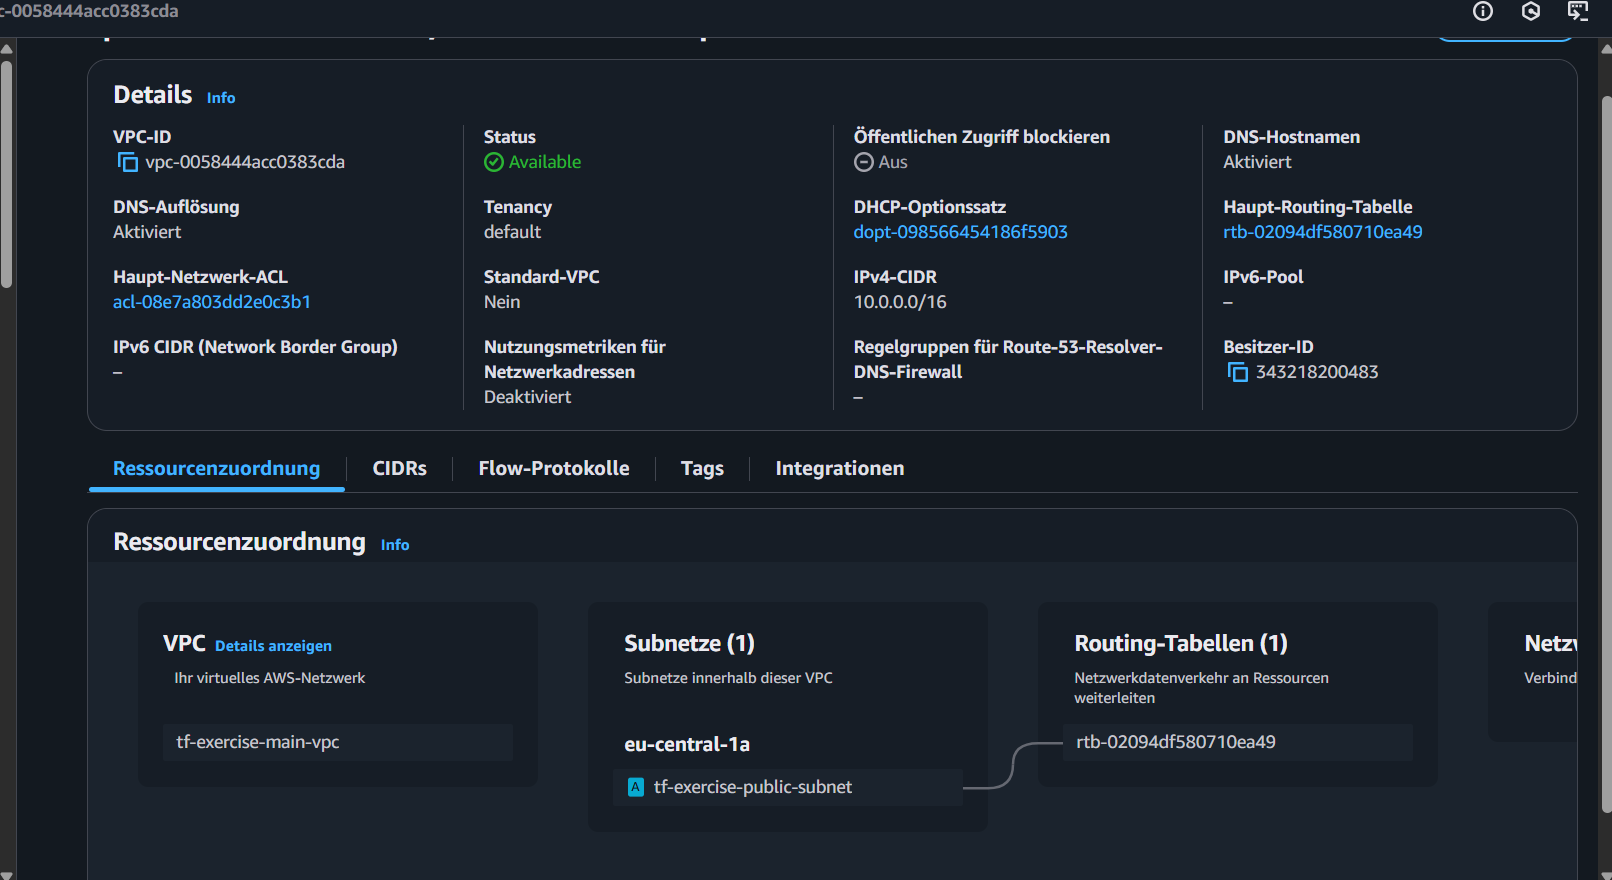 c-0058444acc0383cda
Details Info
VPC-ID
vpc-0058444acc0383cda
Status
Available
Öffentlichen Zugriff blockieren
Aus
DNS-Hostnamen
Aktiviert
DNS-Auflösung
Aktiviert
Tenancy
default
DHCP-Optionssatz
dopt-098566454186f5903
Haupt-Routing-Tabelle
rtb-02094df580710ea49
Haupt-Netzwerk-ACL
acl-08e7a803dd2e0c3b1
Standard-VPC
Nein
IPv4-CIDR
10.0.0.0/16
IPv6-Pool
–
IPv6 CIDR (Network Border Group)
–
Nutzungsmetriken für
Netzwerkadressen
Deaktiviert
Regelgruppen für Route-53-Resolver-
DNS-Firewall
–
Besitzer-ID
343218200483
Ressourcenzuordnung CIDRs Flow-Protokolle Tags Integrationen
Ressourcenzuordnung Info
VPC Details anzeigen
Ihr virtuelles AWS-Netzwerk
tf-exercise-main-vpc
Subnetze (1)
Subnetze innerhalb dieser VPC
eu-central-1a
A tf-exercise-public-subnet
Routing-Tabellen (1)
Netzwerkdatenverkehr an Ressourcen
weiterleiten
rtb-02094df580710ea49
Netzw
Verbind